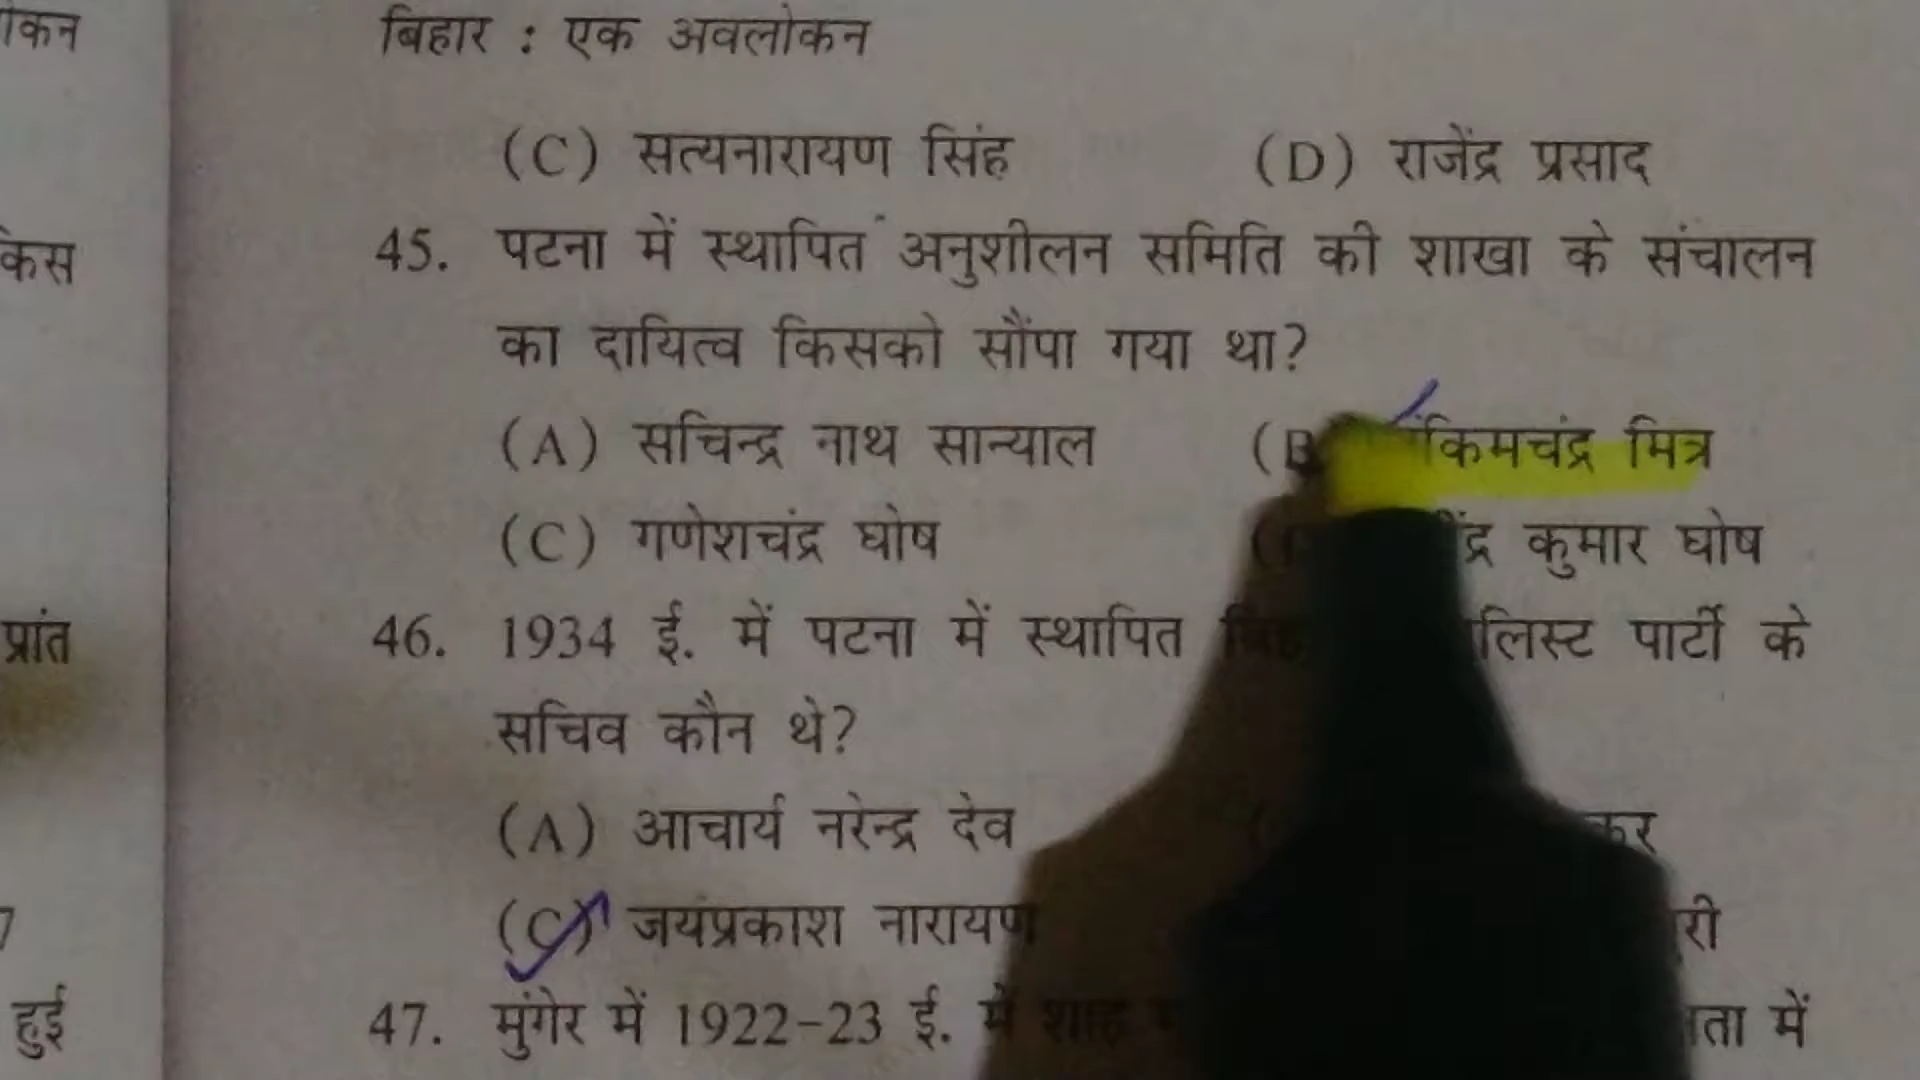 बिहार : एक अवलोकन
(C) सत्यनारायण सिंह (D) राजेंद्र प्रसाद
45. पटना में स्थापित अनुशीलन समिति की शाखा के संचालन
का दायित्व किसको सौंपा गया था?
(A) सचिन्द्र नाथ सान्याल (B किमचंद्र मित्र
(C) गणेशचंद्र घोष कुमार घोष
46. 1934 ई. में पटना में स्थापित लिस्ट पार्टी के
सचिव कौन थे?
(A) आचार्य नरेन्द्र देव
(C) जयप्रकाश नारायण
47. मुंगेर में 1922-23 ई. में शाह में
किस
प्रांत
हुई